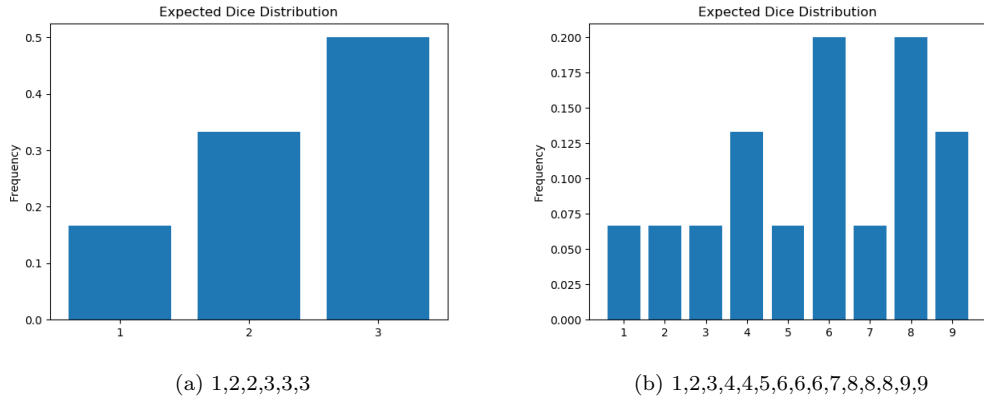 Expected Dice Distribution
Frequency
0.5
0.4
0.3
0.2
0.1
0.0
1 2 3
(a) 1,2,2,3,3,3
Expected Dice Distribution
Frequency
0.200
0.175
0.150
0.125
0.100
0.075
0.050
0.025
0.000
1 2 3 4 5 6 7 8 9
(b) 1,2,3,4,4,5,6,6,6,7,8,8,8,9,9